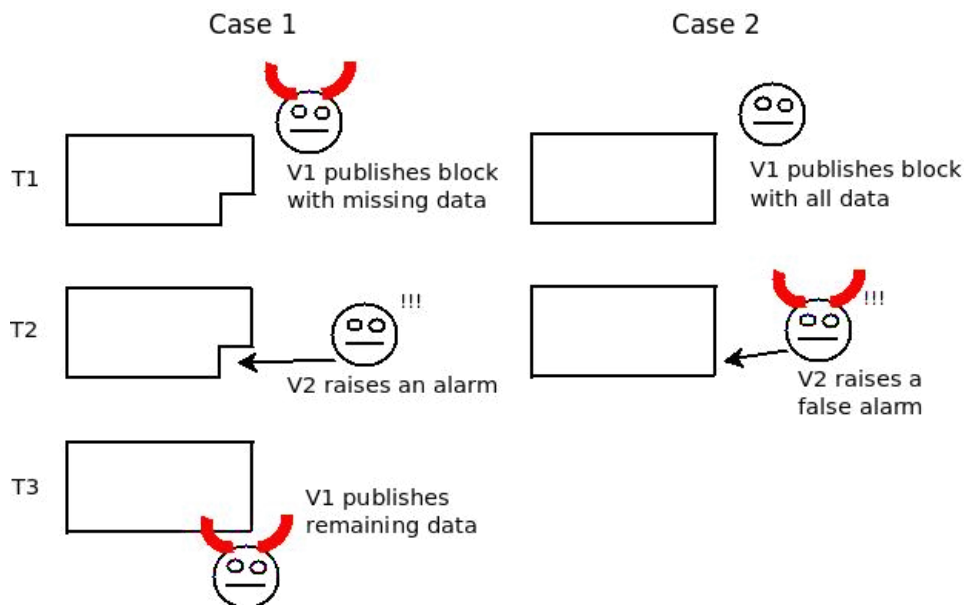 Case 1
Case 2
T1
V1 publishes block
with missing data
V1 publishes block
with all data
T2
!!!
V2 raises an alarm
!!!
V2 raises a
false alarm
T3
V1 publishes
remaining data